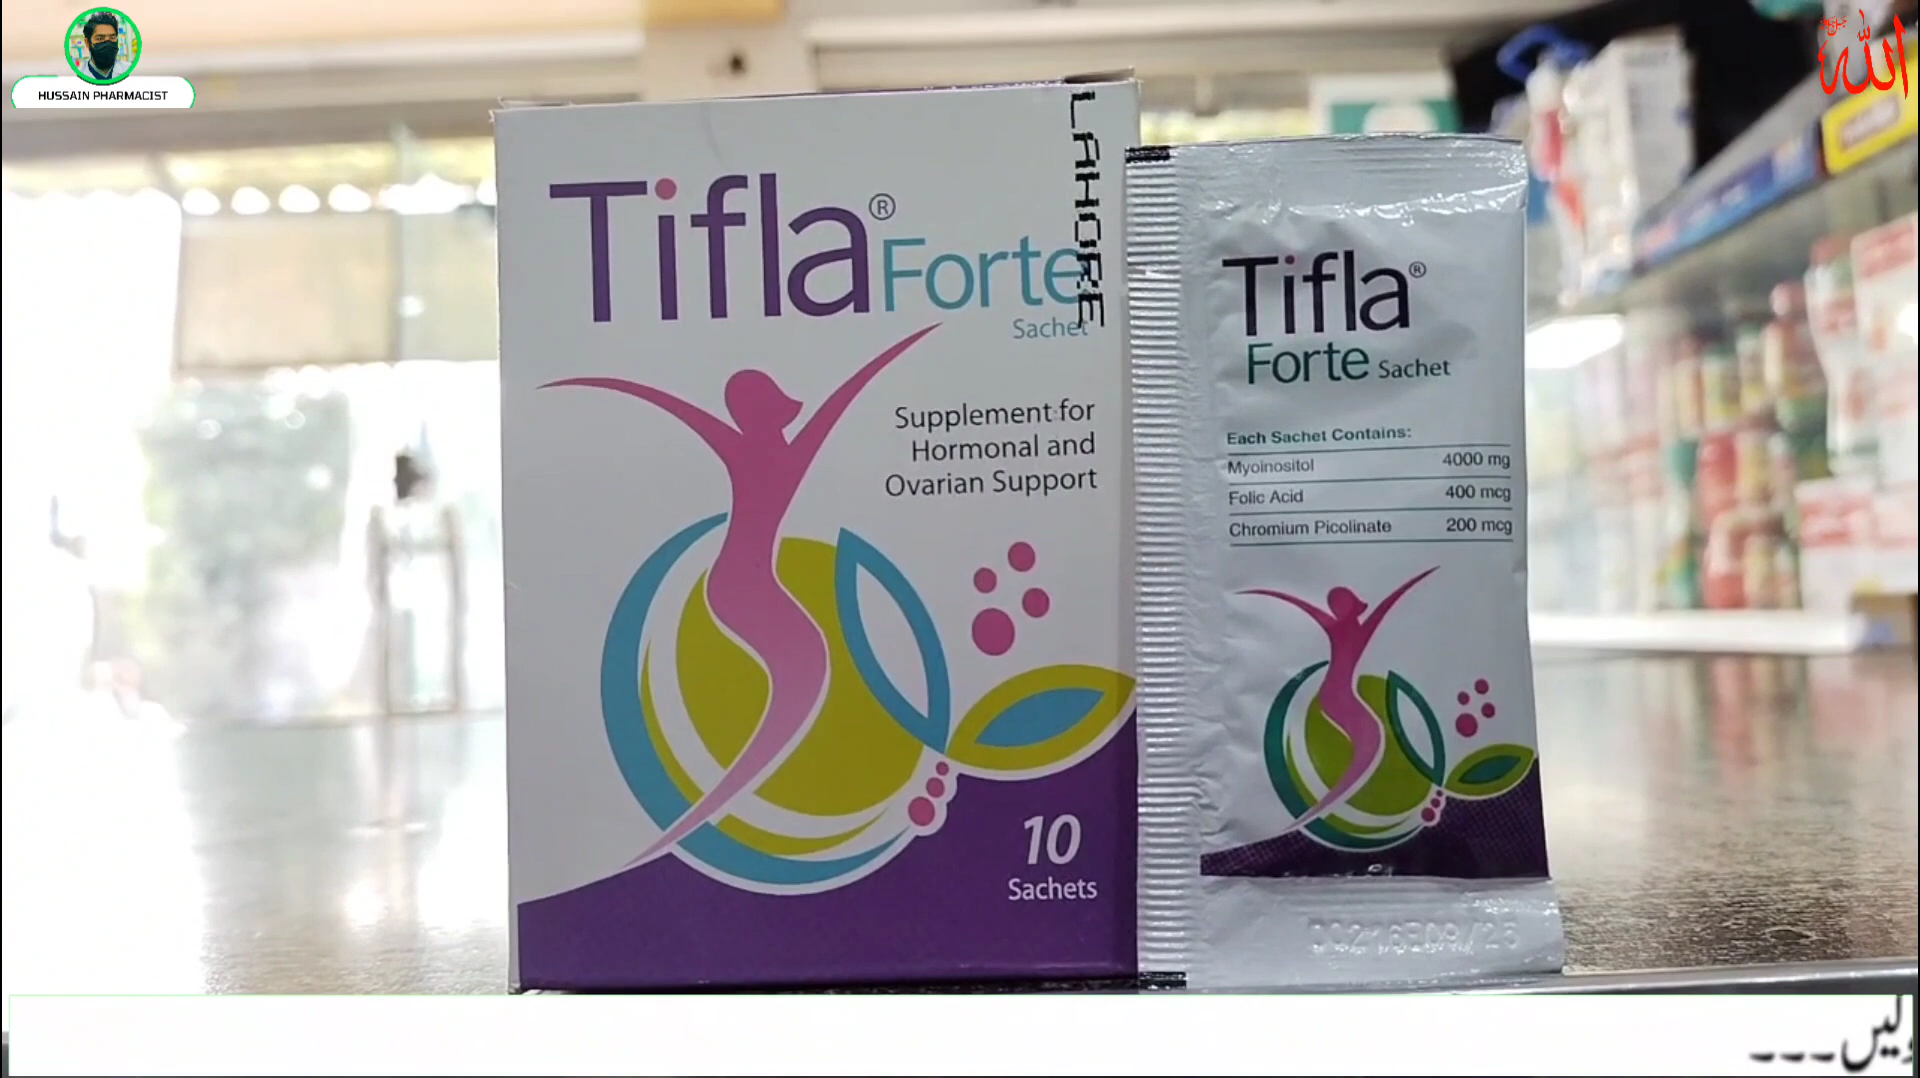 HUSSAIN PHARMACIST
الله
LAHORE
Tifla®
Forte
Sachet
Supplement for
Hormonal and
Ovarian Support
10
Sachets
Tifla®
Forte Sachet
Each Sachet Contains:
Myoinositol 4000 mg
Folic Acid 400 mcg
Chromium Picolinate 200 mcg